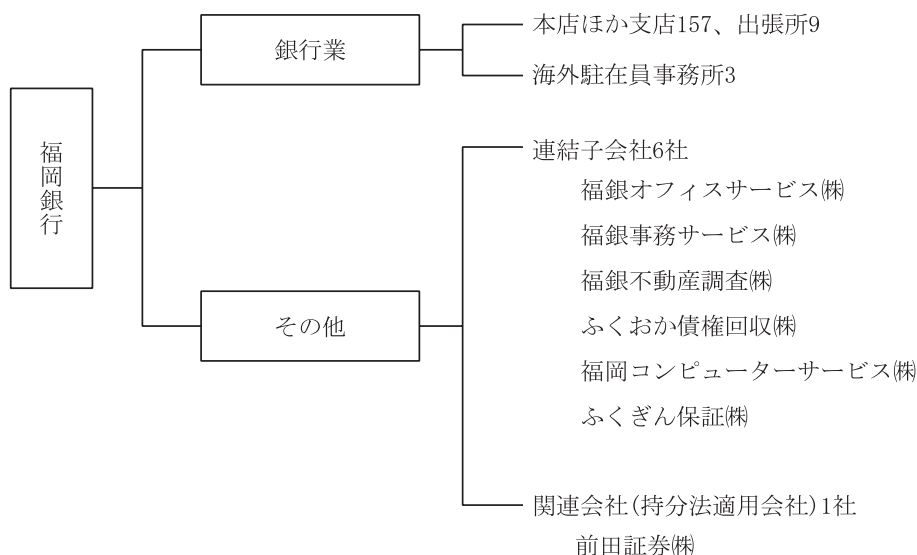 福岡銀行
銀行業
本店ほか支店157、出張所9
海外駐在員事務所3
その他
連結子会社6社
福銀オフィスサービス㈱
福銀事務サービス㈱
福銀不動産調査㈱
ふくおか債権回収㈱
福岡コンピューターサービス㈱
ふくぎん保証㈱
関連会社(持分法適用会社)1社
前田証券㈱